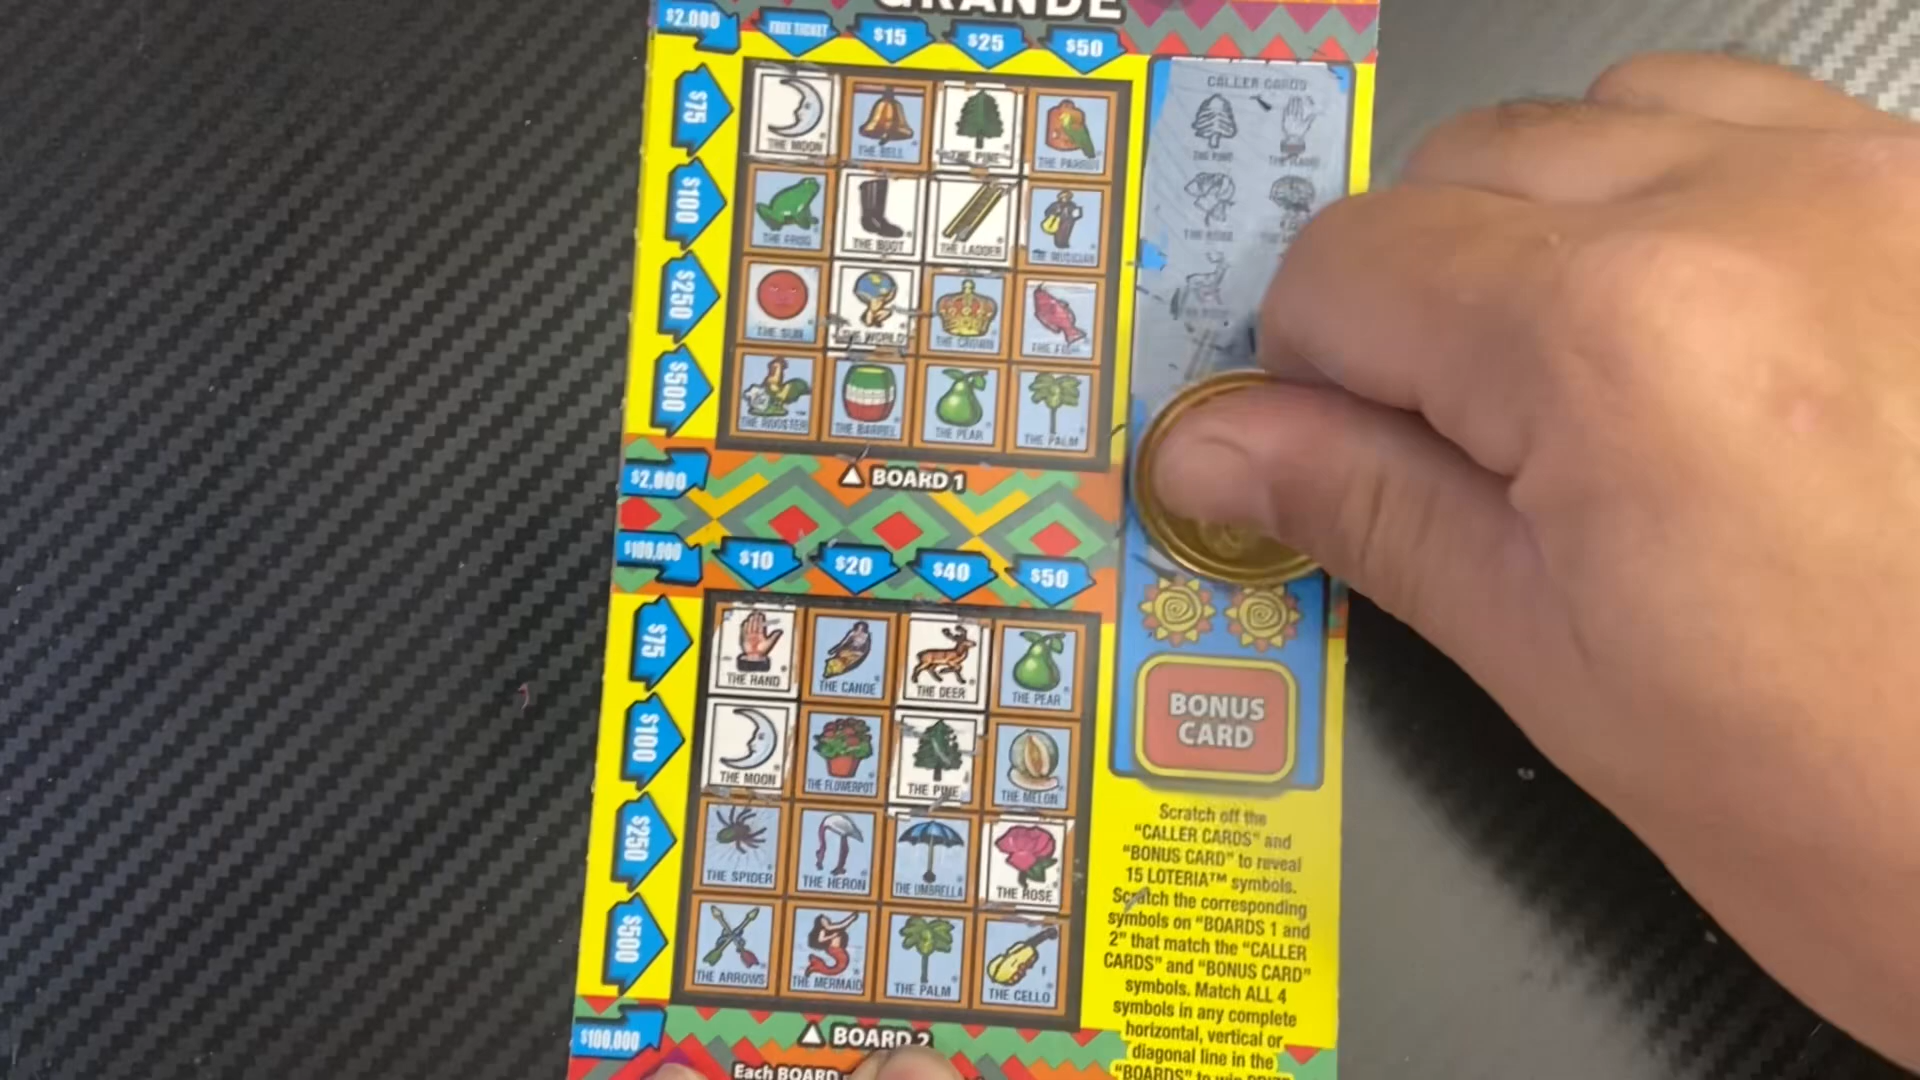 GRANDE
$2,000 FREE TICKET $15 $25 $50
$75
THE MOON THE BELL THE PINE THE PARROT
CALLER CARDS
THE PINE THE HAND
$100
THE FROG THE BOOT THE LADDER THE MUSICIAN
THE ROSE
$250
THE SUN THE WORLD THE CROWN THE FISH
$500
THE ROOSTER THE BARREL THE PEAR THE PALM
$2,000
BOARD 1
$100,000 $10 $20 $40 $50
$75
THE HAND THE CANOE THE DEER THE PEAR
$100
THE MOON THE FLOWERPOT THE PINE THE MELON
BONUS
CARD
$250
THE SPIDER THE HERON THE UMBRELLA THE ROSE
$500
THE ARROWS THE MERMAID THE PALM THE CELLO
$100,000
BOARD 2
Each BOARD
Scratch off the
"CALLER CARDS" and
"BONUS CARD" to reveal
15 LOTERIA™ symbols.
Scratch the corresponding
symbols on "BOARDS 1 and
2" that match the "CALLER
CARDS" and "BONUS CARD"
symbols. Match ALL 4
symbols in any complete
horizontal, vertical or
diagonal line in the
"BOARDS" to win PRIZE